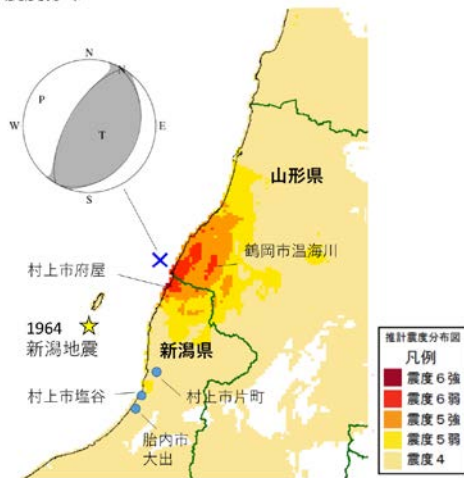 N
N
P
W
E
T
S
山形県
鶴岡市温海川
村上市府屋
1964
新潟地震
新潟県
村上市塩谷
村上市片町
胎内市
大出
推計震度分布図
凡例
震度6強
震度6弱
震度5強
震度5弱
震度4